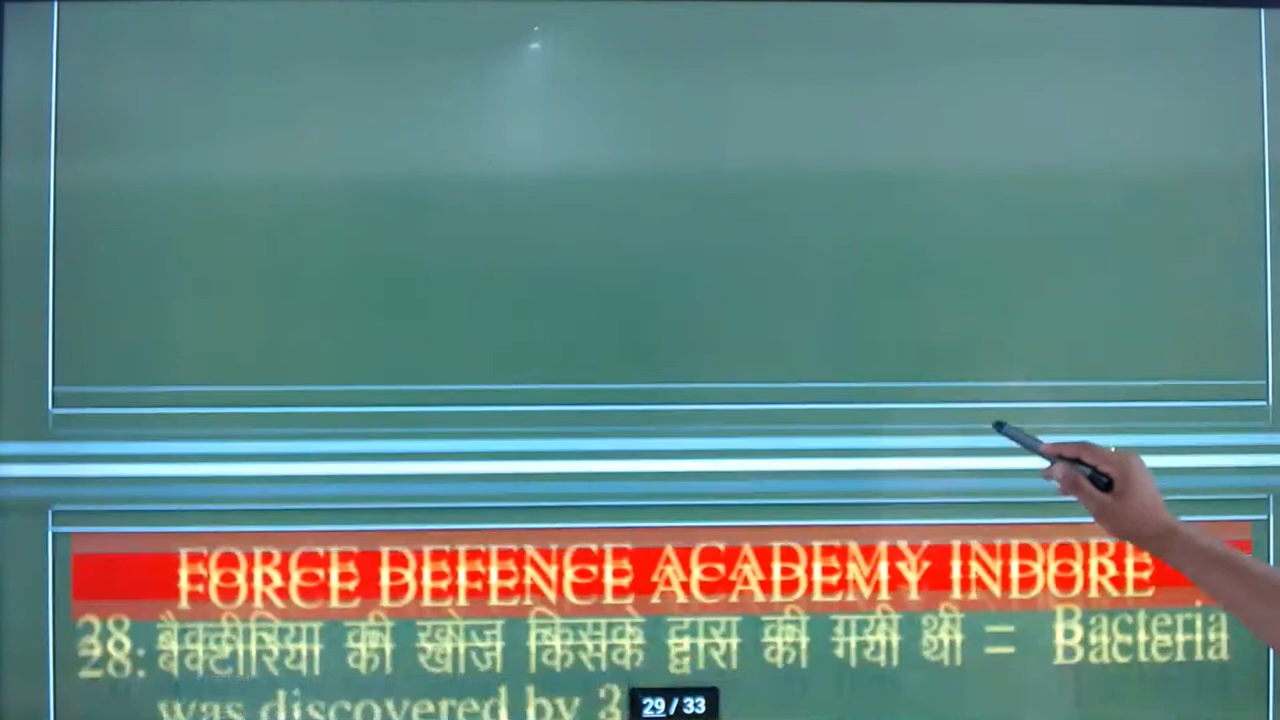 FORCE DEFENCE ACADEMY INDORE
28: बैक्टीरिया की खोज किसके द्वारा की गयी थी = Bacteria
was discovered by ?
29 / 33